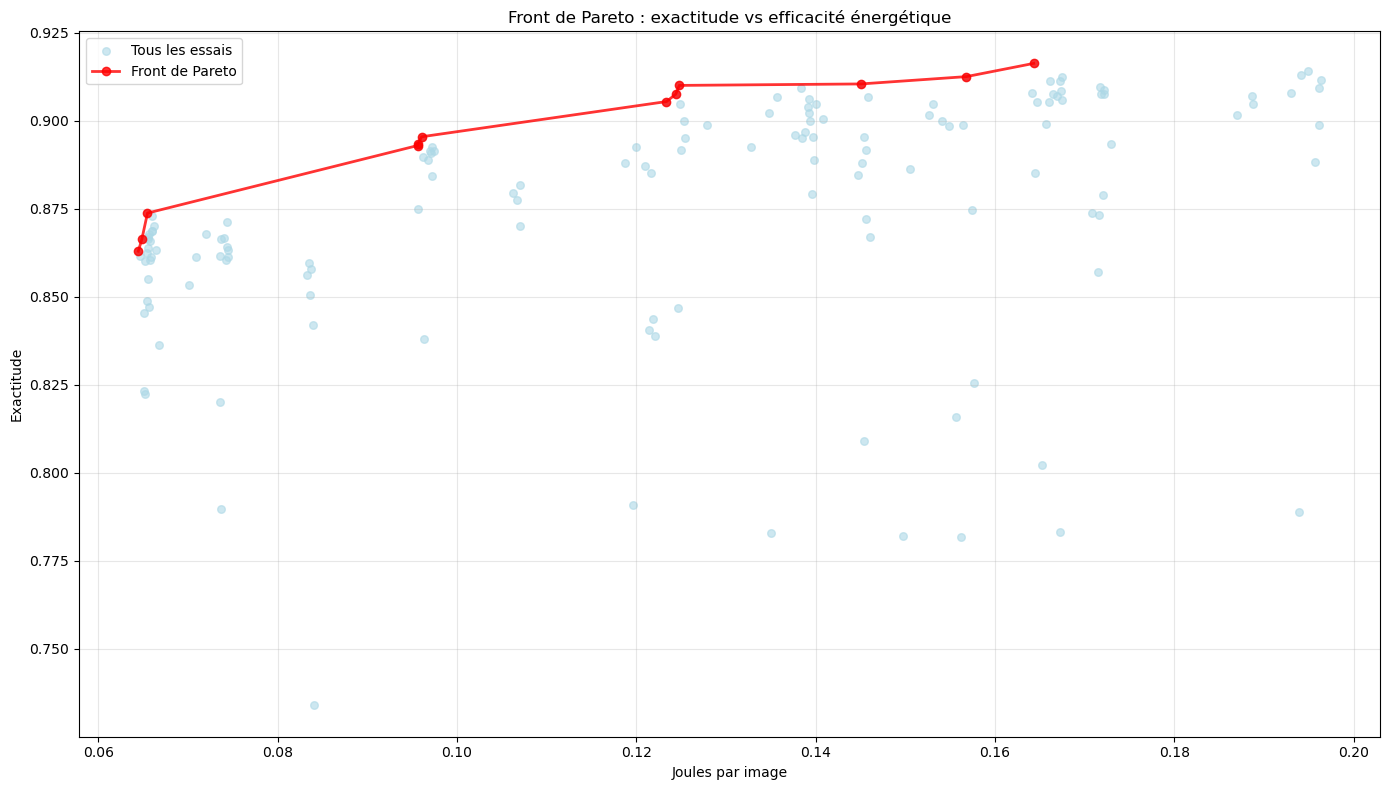 Front de Pareto : exactitude vs efficacité énergétique
Tous les essais
Front de Pareto
Exactitude
0.925
0.900
0.875
0.850
0.825
0.800
0.775
0.750
0.06 0.08 0.10 0.12 0.14 0.16 0.18 0.20
Joules par image